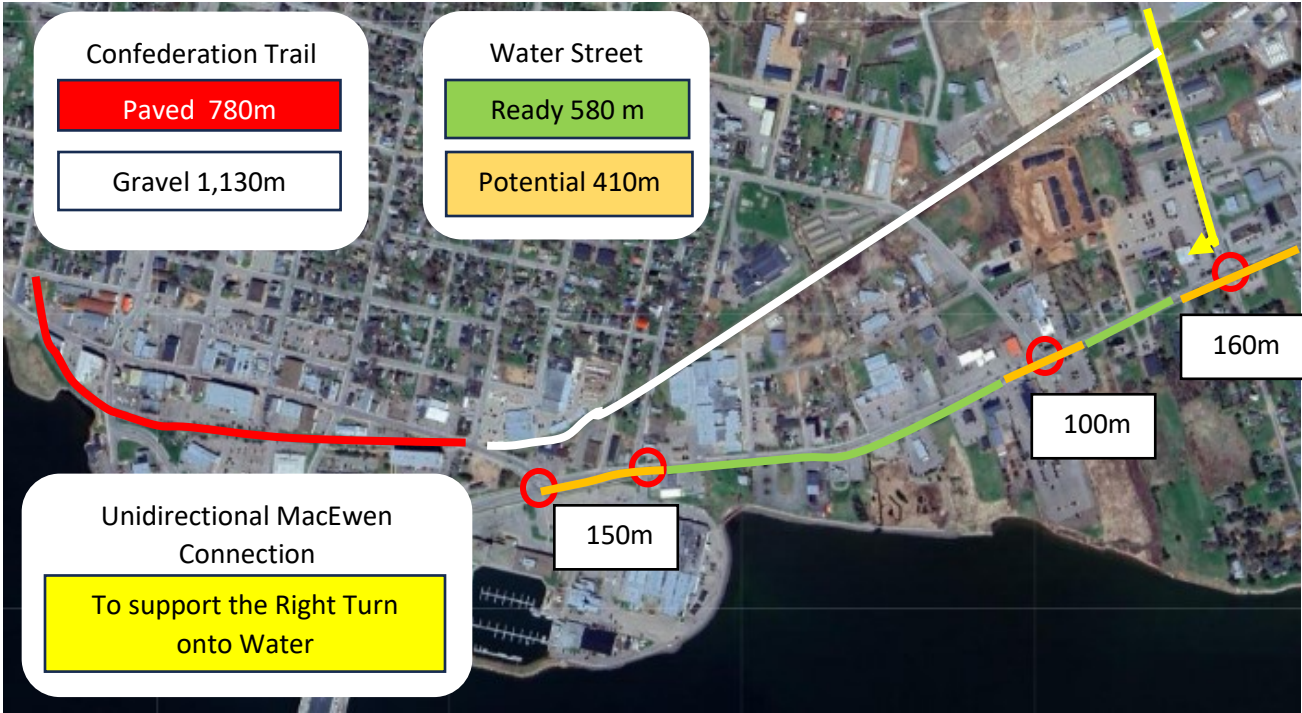 Confederation Trail
Paved 780m
Gravel 1,130m
Water Street
Ready 580 m
Potential 410m
160m
100m
150m
Unidirectional MacEwen
Connection
To support the Right Turn
onto Water